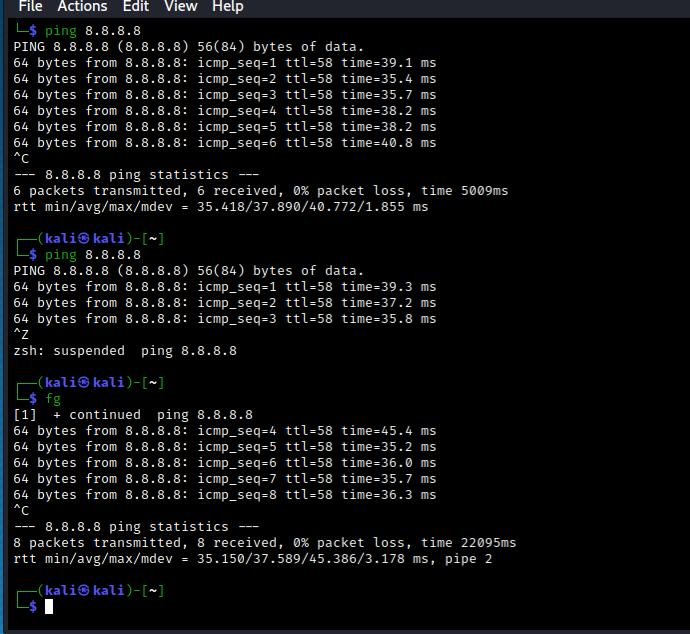 File Actions Edit View Help
└─$ ping 8.8.8.8
PING 8.8.8.8 (8.8.8.8) 56(84) bytes of data.
64 bytes from 8.8.8.8: icmp_seq=1 ttl=58 time=39.1 ms
64 bytes from 8.8.8.8: icmp_seq=2 ttl=58 time=35.4 ms
64 bytes from 8.8.8.8: icmp_seq=3 ttl=58 time=35.7 ms
64 bytes from 8.8.8.8: icmp_seq=4 ttl=58 time=38.2 ms
64 bytes from 8.8.8.8: icmp_seq=5 ttl=58 time=38.2 ms
64 bytes from 8.8.8.8: icmp_seq=6 ttl=58 time=40.8 ms
^C
--- 8.8.8.8 ping statistics ---
6 packets transmitted, 6 received, 0% packet loss, time 5009ms
rtt min/avg/max/mdev = 35.418/37.890/40.772/1.855 ms
┌──(kali㉿kali)-[~]
└─$ ping 8.8.8.8
PING 8.8.8.8 (8.8.8.8) 56(84) bytes of data.
64 bytes from 8.8.8.8: icmp_seq=1 ttl=58 time=39.3 ms
64 bytes from 8.8.8.8: icmp_seq=2 ttl=58 time=37.2 ms
64 bytes from 8.8.8.8: icmp_seq=3 ttl=58 time=35.8 ms
^Z
zsh: suspended  ping 8.8.8.8
┌──(kali㉿kali)-[~]
└─$ fg
[1]  + continued  ping 8.8.8.8
64 bytes from 8.8.8.8: icmp_seq=4 ttl=58 time=45.4 ms
64 bytes from 8.8.8.8: icmp_seq=5 ttl=58 time=35.2 ms
64 bytes from 8.8.8.8: icmp_seq=6 ttl=58 time=36.0 ms
64 bytes from 8.8.8.8: icmp_seq=7 ttl=58 time=35.7 ms
64 bytes from 8.8.8.8: icmp_seq=8 ttl=58 time=36.3 ms
^C
--- 8.8.8.8 ping statistics ---
8 packets transmitted, 8 received, 0% packet loss, time 22095ms
rtt min/avg/max/mdev = 35.150/37.589/45.386/3.178 ms, pipe 2
┌──(kali㉿kali)-[~]
└─$